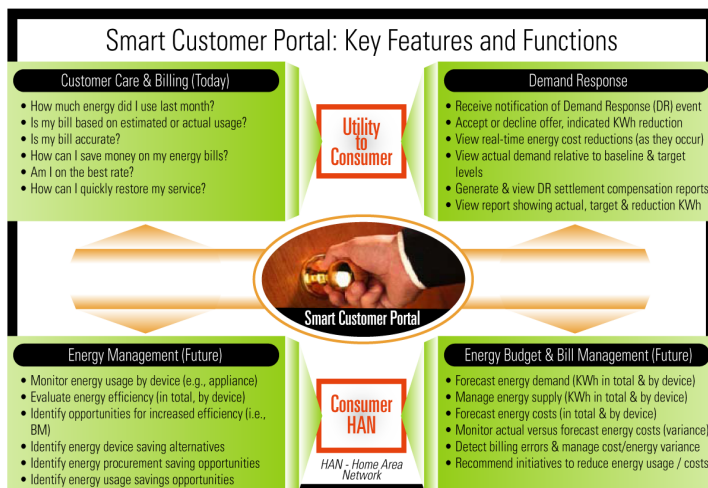 Smart Customer Portal: Key Features and Functions
Customer Care & Billing (Today)
• How much energy did I use last month?
• Is my bill based on estimated or actual usage?
• Is my bill accurate?
• How can I save money on my energy bills?
• Am I on the best rate?
• How can I quickly restore my service?
Utility
to
Consumer
Demand Response
• Receive notification of Demand Response (DR) event
• Accept or decline offer, indicated KWh reduction
• View real-time energy cost reductions (as they occur)
• View actual demand relative to baseline & target
levels
• Generate & view DR settlement compensation reports
• View report showing actual, target & reduction KWh
Smart Customer Portal
Energy Management (Future)
• Monitor energy usage by device (e.g., appliance)
• Evaluate energy efficiency (in total, by device)
• Identify opportunities for increased efficiency (i.e.,
BM)
• Identify energy device saving alternatives
• Identify energy procurement saving opportunities
• Identify energy usage savings opportunities
Consumer
HAN
HAN - Home Area
Network
Energy Budget & Bill Management (Future)
• Forecast energy demand (KWh in total & by device)
• Manage energy supply (KWh in total & by device)
• Forecast energy costs (in total & by device)
• Monitor actual versus forecast energy costs (variance)
• Detect billing errors & manage cost/energy variance
• Recommend initiatives to reduce energy usage / costs